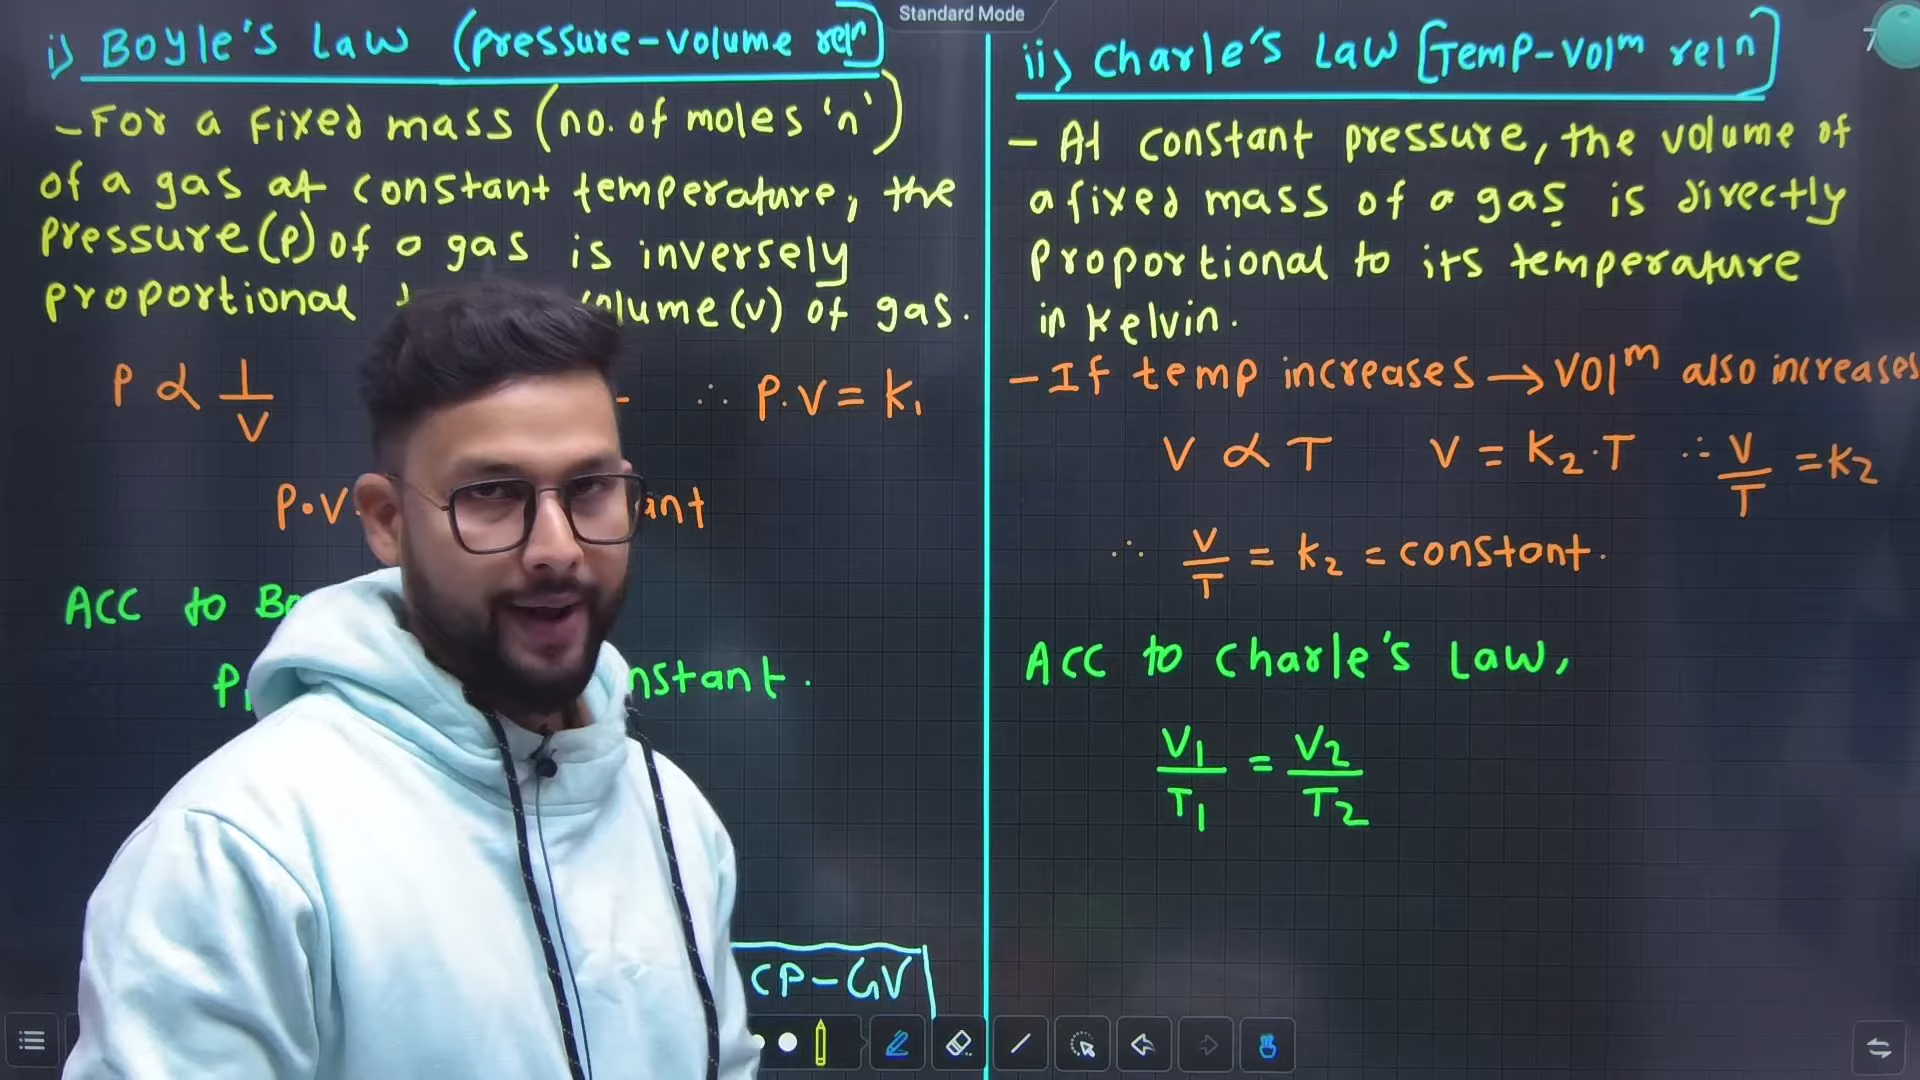 Standard Mode
i) Boyle's Law (pressure-volume reln)
- For a fixed mass (no. of moles 'n')
of a gas at constant temperature, the
pressure (P) of a gas is inversely
proportional volume (v) of gas.
P ∝ 1/V ∴ P.V = K₁
P.V
ACC to
nstant.
CP-GV
7
ii) Charle's Law [Temp-Volᵐ reln]
- At constant pressure, the volume of
a fixed mass of a gas is directly
proportional to its temperature
in Kelvin.
- If temp increases → Volᵐ also increases
V ∝ T V = K₂.T ∴ V/T = K₂
∴ V/T = K₂ = constant.
ACC to Charle's Law,
V₁/T₁ = V₂/T₂